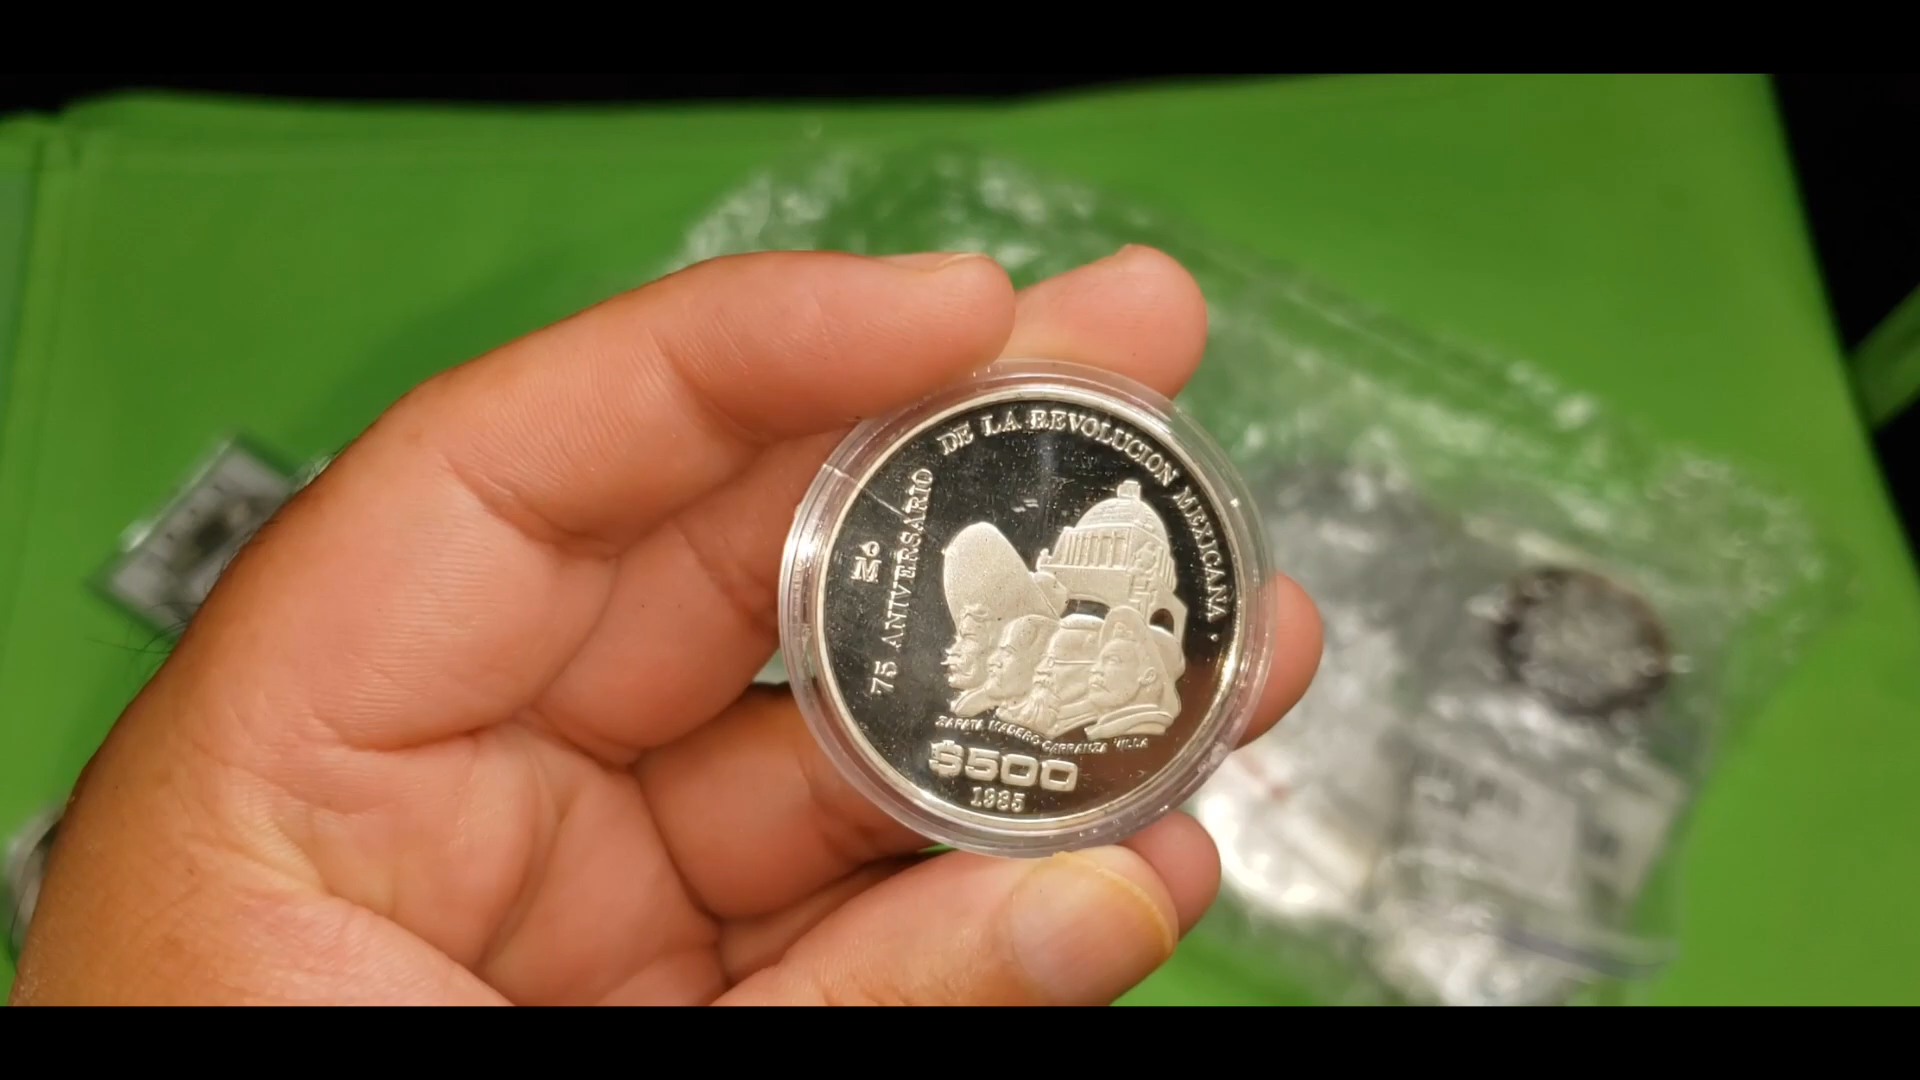 75 ANIVERSARIO DE LA REVOLUCION MEXICANA
Mo
ZAPATA MADERO CARRANZA VILLA
$500
1985